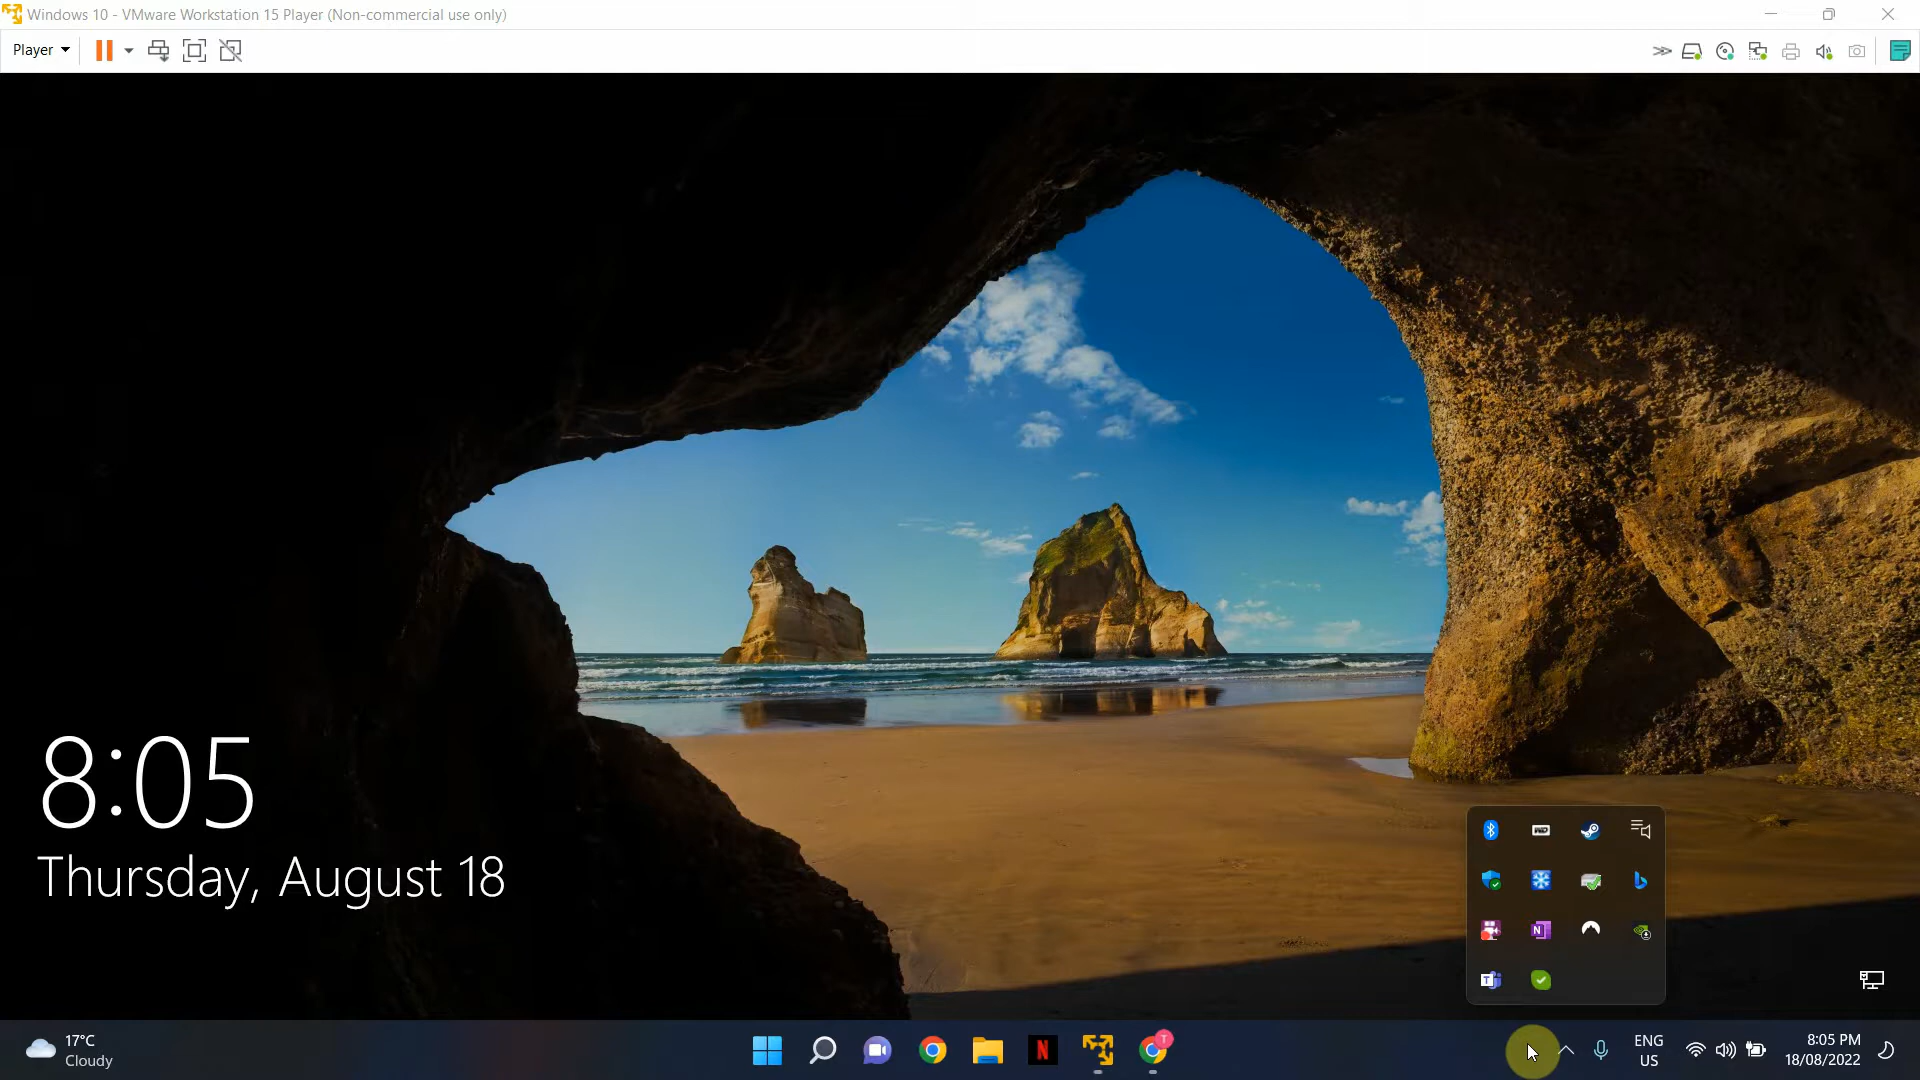 Windows 10 - VMware Workstation 15 Player (Non-commercial use only)
Player
8:05
Thursday, August 18
17°C
Cloudy
N
T
ENG
US
8:05 PM
18/08/2022